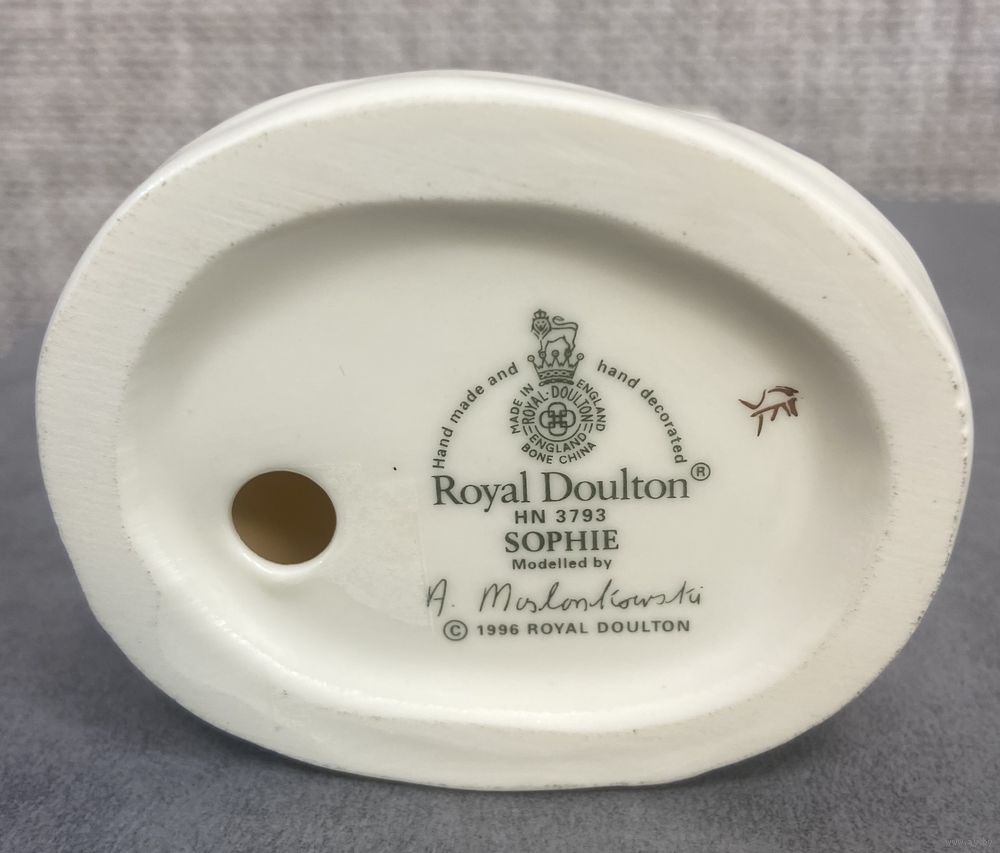 Hand made and hand decorated
MADE IN ENGLAND
ROYAL·DOULTON
ENGLAND
BONE CHINA
Royal Doulton®
HN 3793
SOPHIE
Modelled by
A. Maslankowski
© 1996 ROYAL DOULTON